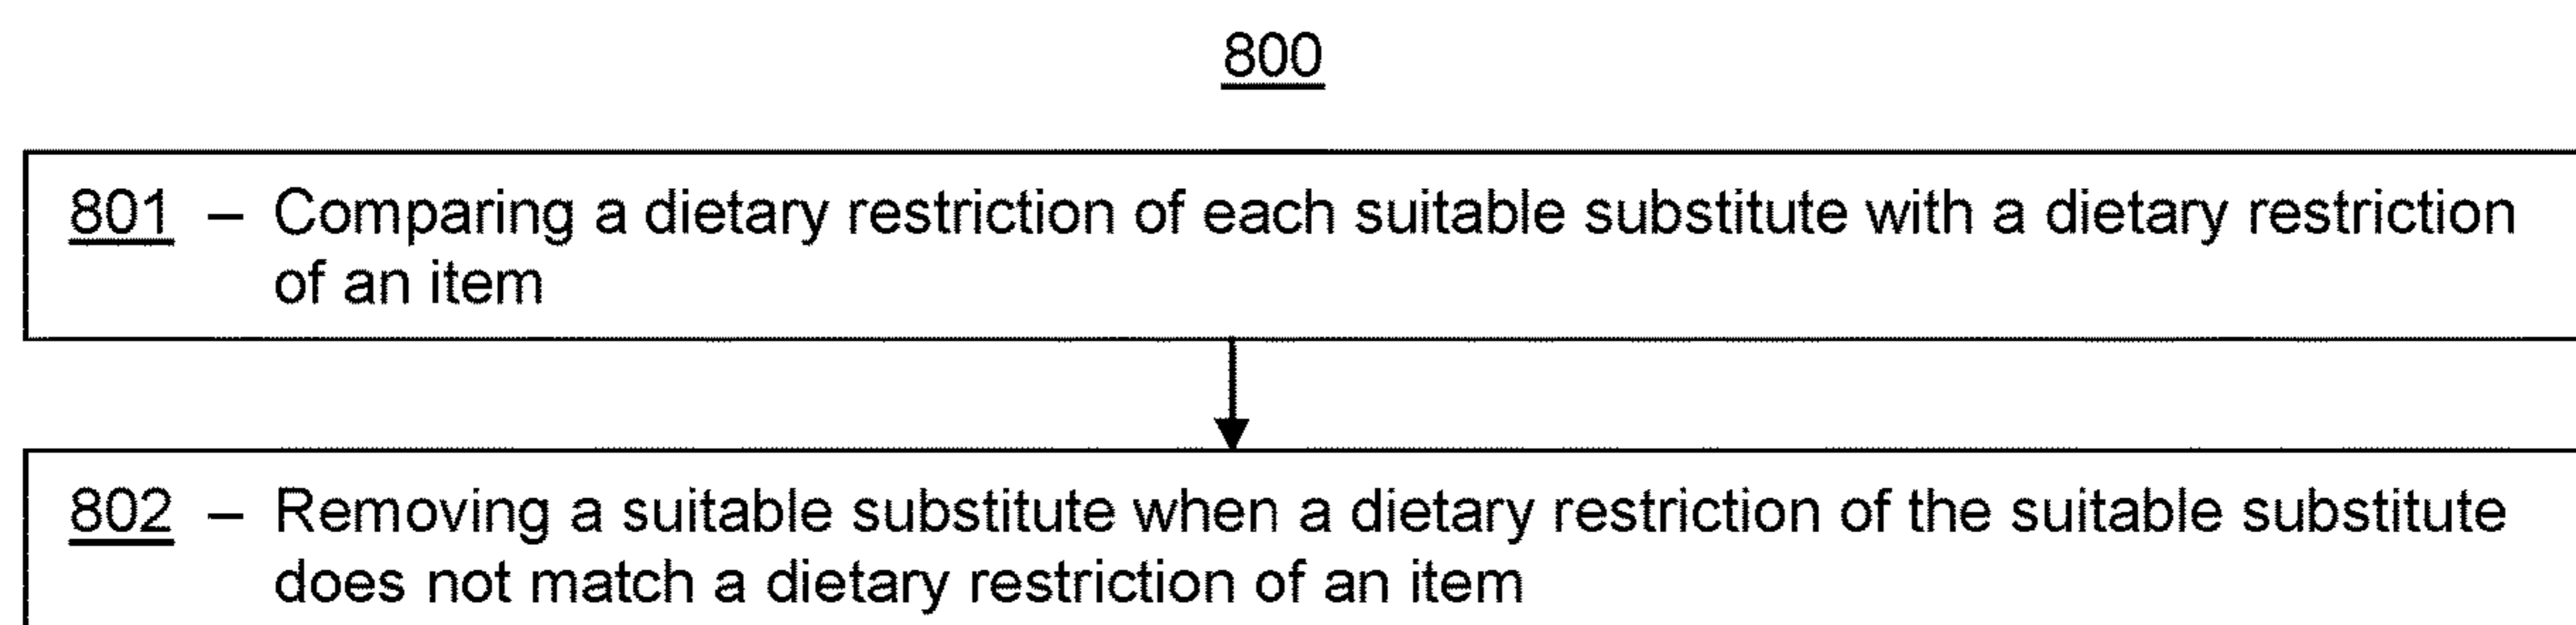 800
801 – Comparing a dietary restriction of each suitable substitute with a dietary restriction
of an item
802 – Removing a suitable substitute when a dietary restriction of the suitable substitute
does not match a dietary restriction of an item